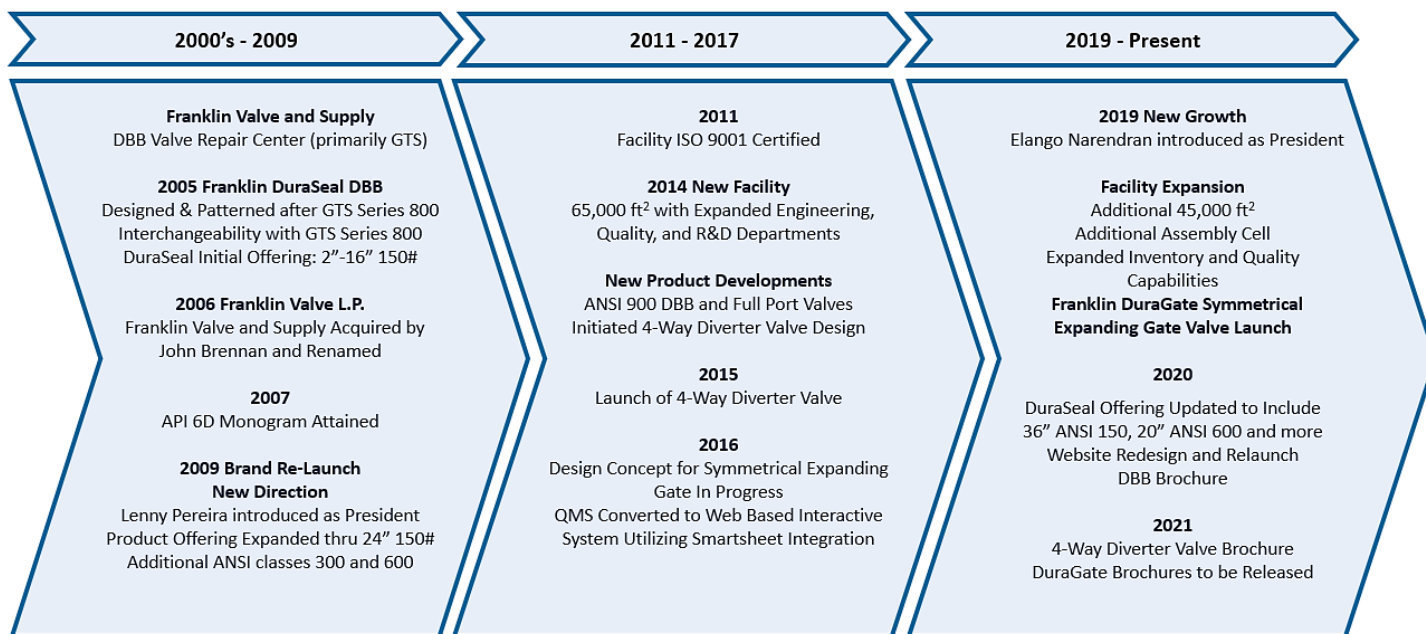 2000's - 2009
Franklin Valve and Supply
DBB Valve Repair Center (primarily GTS)
2005 Franklin DuraSeal DBB
Designed & Patterned after GTS Series 800
Interchangeability with GTS Series 800
DuraSeal Initial Offering: 2”-16” 150#
2006 Franklin Valve L.P.
Franklin Valve and Supply Acquired by
John Brennan and Renamed
2007
API 6D Monogram Attained
2009 Brand Re-Launch
New Direction
Lenny Pereira introduced as President
Product Offering Expanded thru 24” 150#
Additional ANSI classes 300 and 600
2011 - 2017
2011
Facility ISO 9001 Certified
2014 New Facility
65,000 ft² with Expanded Engineering,
Quality, and R&D Departments
New Product Developments
ANSI 900 DBB and Full Port Valves
Initiated 4-Way Diverter Valve Design
2015
Launch of 4-Way Diverter Valve
2016
Design Concept for Symmetrical Expanding
Gate In Progress
QMS Converted to Web Based Interactive
System Utilizing Smartsheet Integration
2019 - Present
2019 New Growth
Elango Narendran introduced as President
Facility Expansion
Additional 45,000 ft²
Additional Assembly Cell
Expanded Inventory and Quality
Capabilities
Franklin DuraGate Symmetrical
Expanding Gate Valve Launch
2020
DuraSeal Offering Updated to Include
36” ANSI 150, 20” ANSI 600 and more
Website Redesign and Relaunch
DBB Brochure
2021
4-Way Diverter Valve Brochure
DuraGate Brochures to be Released